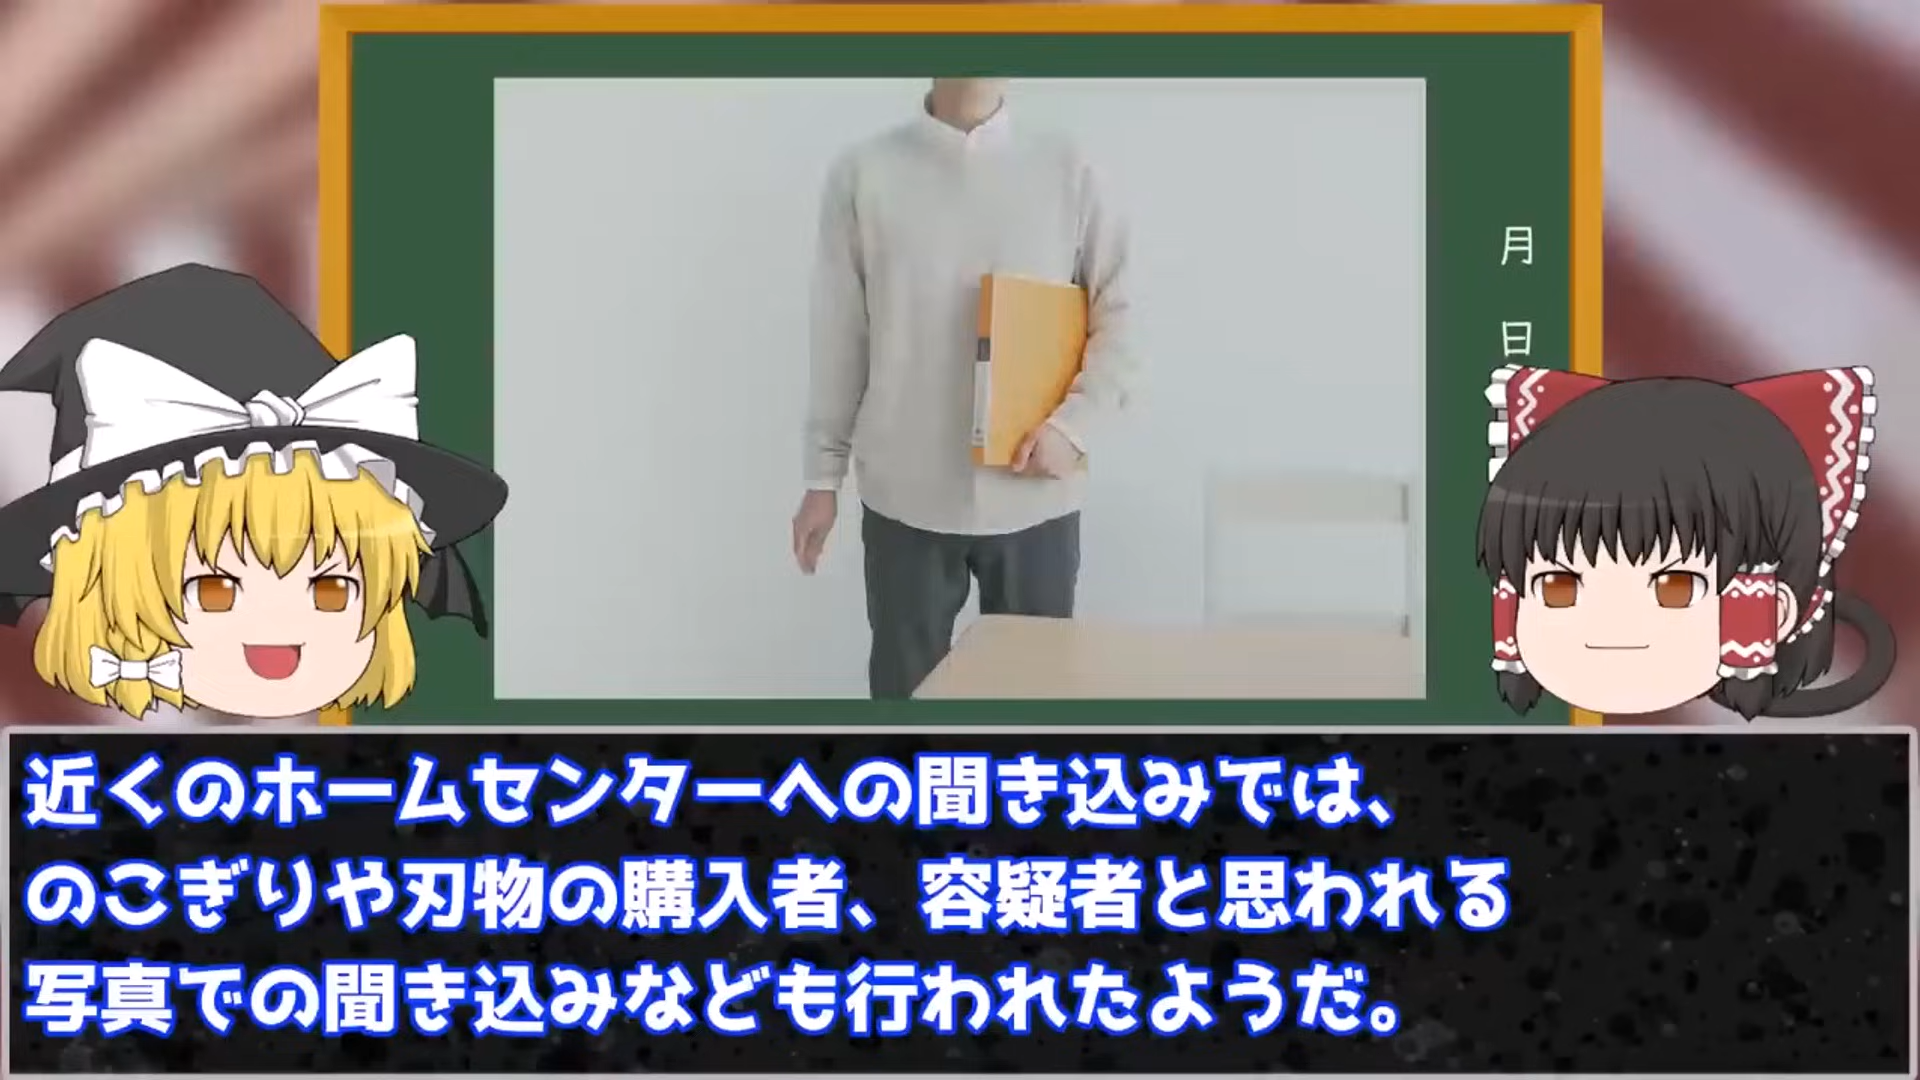 月
日
近くのホームセンターへの聞き込みでは、
のこぎりや刃物の購入者、容疑者と思われる
写真での聞き込みなども行われたようだ。